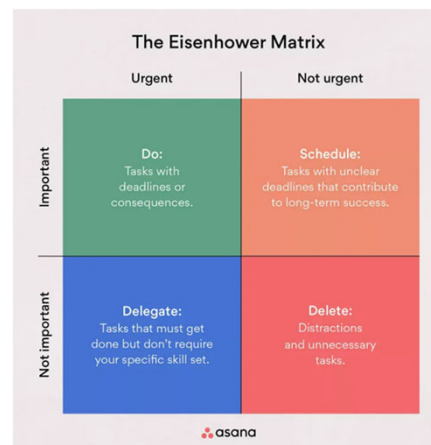 The Eisenhower Matrix
Urgent
Not urgent
Important
Do:
Tasks with
deadlines or
consequences.
Schedule:
Tasks with unclear
deadlines that contribute
to long-term success.
Not important
Delegate:
Tasks that must get
done but don't require
your specific skill set.
Delete:
Distractions
and unnecessary
tasks.
asana